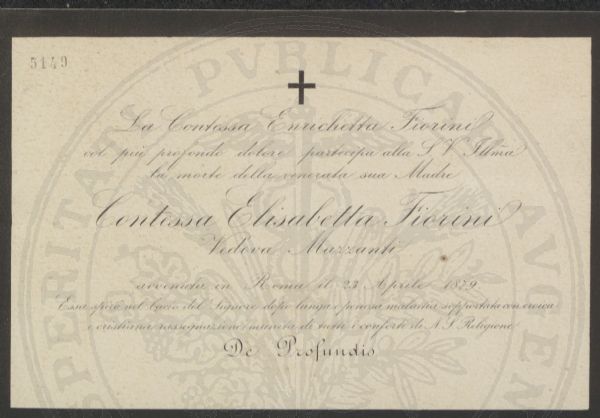 5149
La Contessa Enrichetta Fiorini
col più profondo dolore partecipa alla S. V. Illma
la morte della venerata sua Madre
Contessa Elisabetta Fiorini
Vedova Mazzanti
avvenuta in Roma il 23 Aprile 1879
Essa spirò nel bacio del Signore dopo lunga e penosa malattia sopportata con eroica
e cristiana rassegnazione munita di tutti i conforti di N. S. Religione
De Profundis